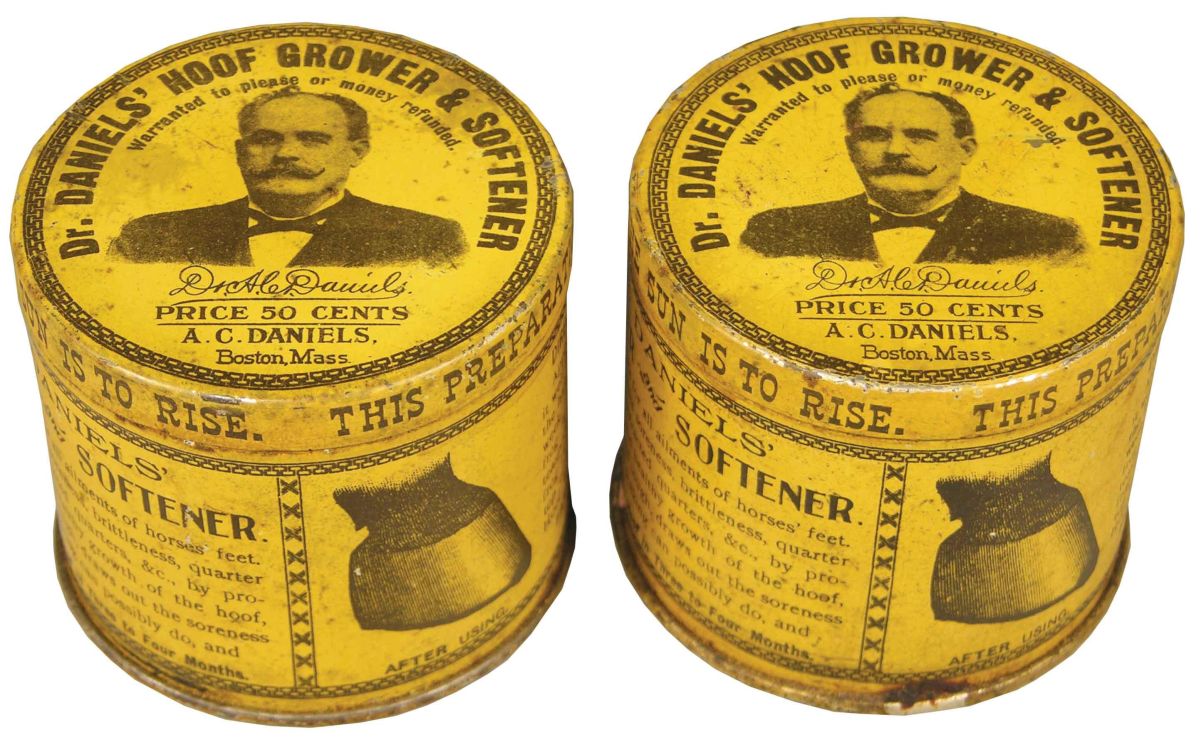 Dr. DANIELS' HOOF GROWER & SOFTENER
Warranted to please or money refunded.
Dr. A. C. Daniels.
PRICE 50 CENTS
A. C. DANIELS,
Boston, Mass.
SUN IS TO RISE. THIS PREPARA
ANIELS'
SOFTENER.
ailments of horses' feet.
brittleness, quarter
quarters, &c., by pro-
growth of the hoof,
draws out the soreness
possibly do, and
to Four Months.
AFTER USING
Dr. DANIELS' HOOF GROWER & SOFTENER
Warranted to please or money refunded.
Dr. A. C. Daniels.
PRICE 50 CENTS
A. C. DANIELS,
Boston, Mass.
SUN IS TO RISE. THIS PREPARA
DANIELS'
SOFTENER.
all ailments of horses' feet.
brittleness, quarter
quarters, &c., by pro-
growth of the hoof,
draws out the soreness
can possibly do, and
Three to Four Months.
AFTER USING